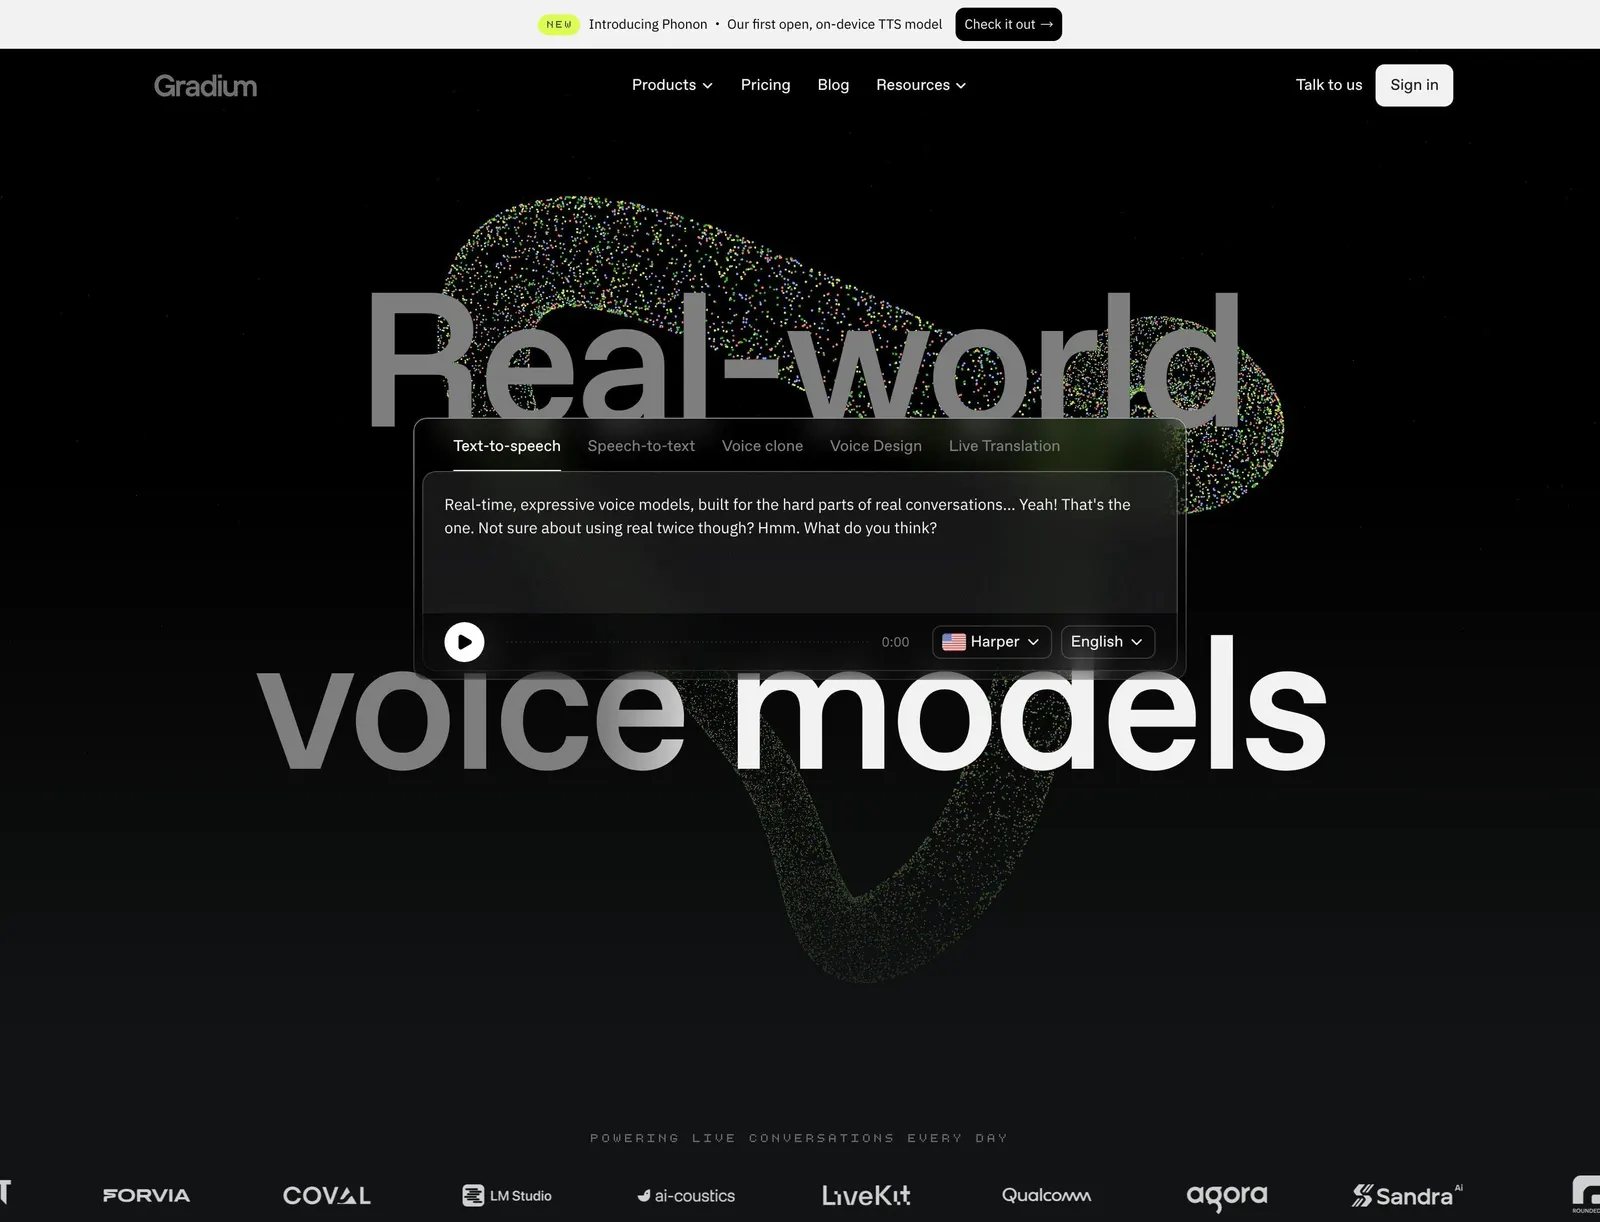 NEW Introducing Phonon • Our first open, on-device TTS model Check it out →
Gradium Products Pricing Blog Resources Talk to us Sign in
Real-world
Text-to-speech Speech-to-text Voice clone Voice Design Live Translation
Real-time, expressive voice models, built for the hard parts of real conversations... Yeah! That's the
one. Not sure about using real twice though? Hmm. What do you think?
0:00 Harper English
voice models
POWERING LIVE CONVERSATIONS EVERY DAY
T FORVIA COVAL LM Studio ai-coustics LiveKit Qualcomm agora Sandra Ai ROUNDED